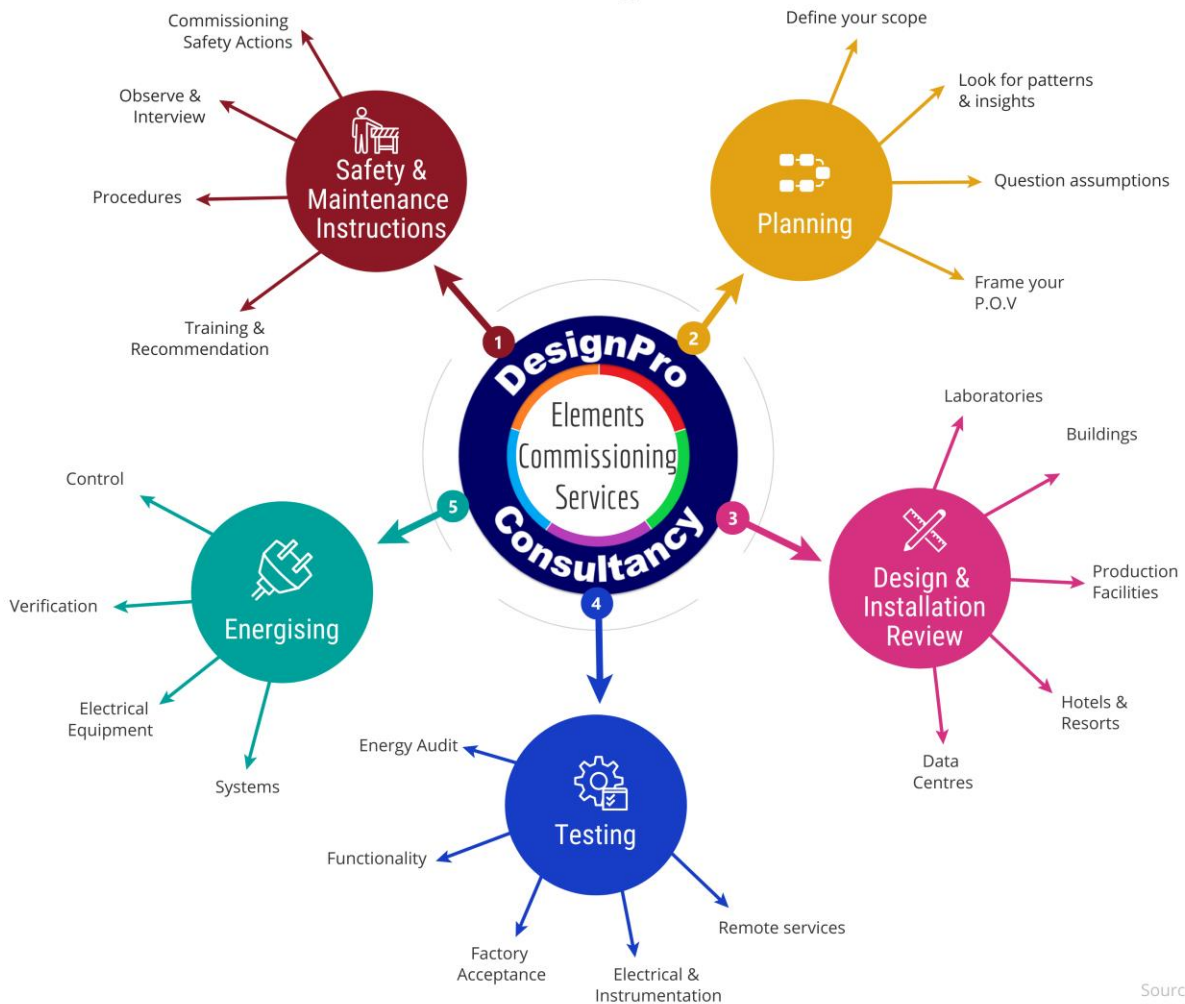 DesignPro
Elements
Commissioning
Services
Consultancy
1
Safety &
Maintenance
Instructions
Commissioning
Safety Actions
Observe &
Interview
Procedures
Training &
Recommendation
2
Planning
Define your scope
Look for patterns
& insights
Question assumptions
Frame your
P.O.V
3
Design &
Installation
Review
Laboratories
Buildings
Production
Facilities
Hotels &
Resorts
Data
Centres
4
Testing
Energy Audit
Functionality
Factory
Acceptance
Electrical &
Instrumentation
Remote services
5
Energising
Control
Verification
Electrical
Equipment
Systems
Sourc